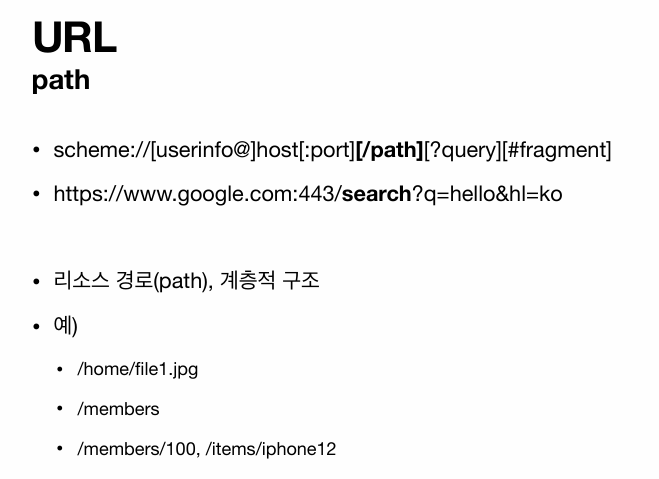 URL
path
• scheme://[userinfo@]host[:port][/path][?query][#fragment]
• https://www.google.com:443/search?q=hello&hl=ko
• 리소스 경로(path), 계층적 구조
• 예)
• /home/file1.jpg
• /members
• /members/100, /items/iphone12